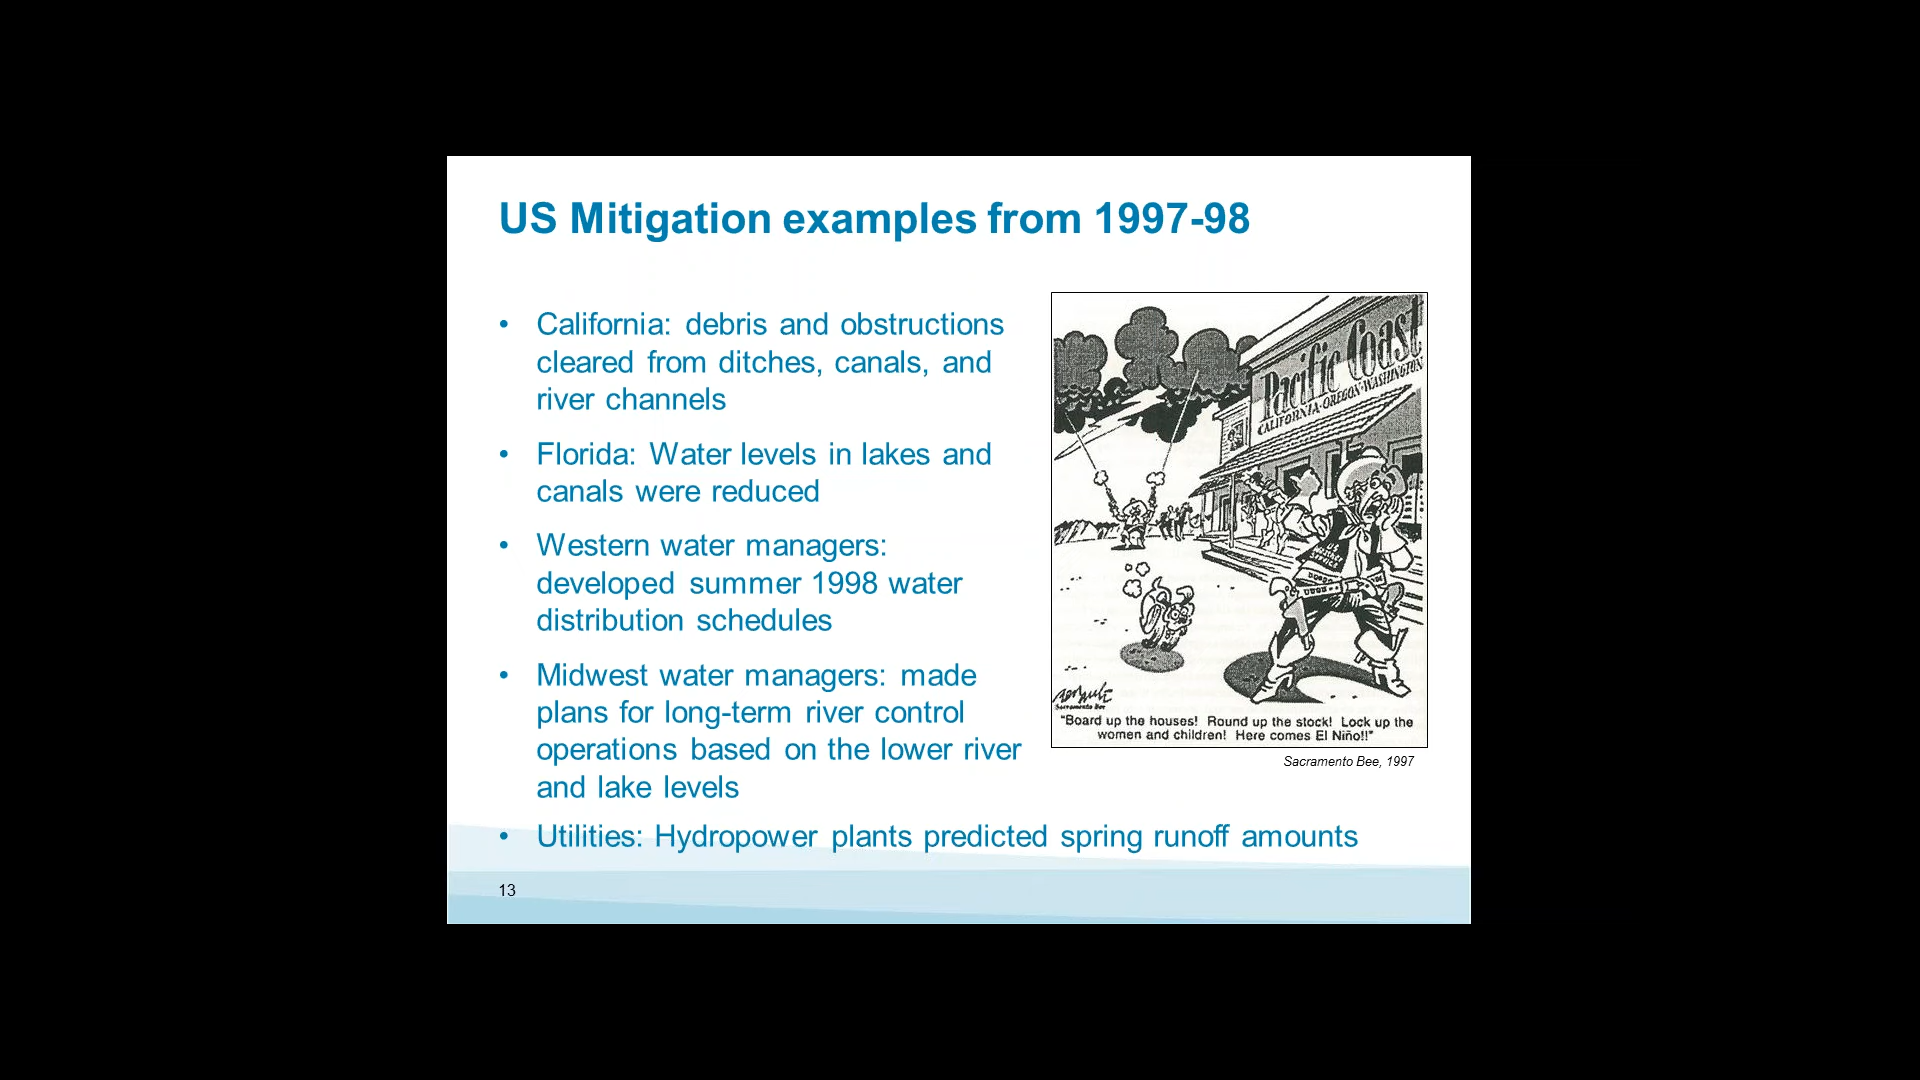 US Mitigation examples from 1997-98
• California: debris and obstructions
cleared from ditches, canals, and
river channels
• Florida: Water levels in lakes and
canals were reduced
• Western water managers:
developed summer 1998 water
distribution schedules
• Midwest water managers: made
plans for long-term river control
operations based on the lower river
and lake levels
• Utilities: Hydropower plants predicted spring runoff amounts
Pacific Coast
CALIFORNIA·OREGON·WASHINGTON
Sacramento Bee
"Board up the houses! Round up the stock! Lock up the
women and children! Here comes El Niño!!"
Sacramento Bee, 1997
13